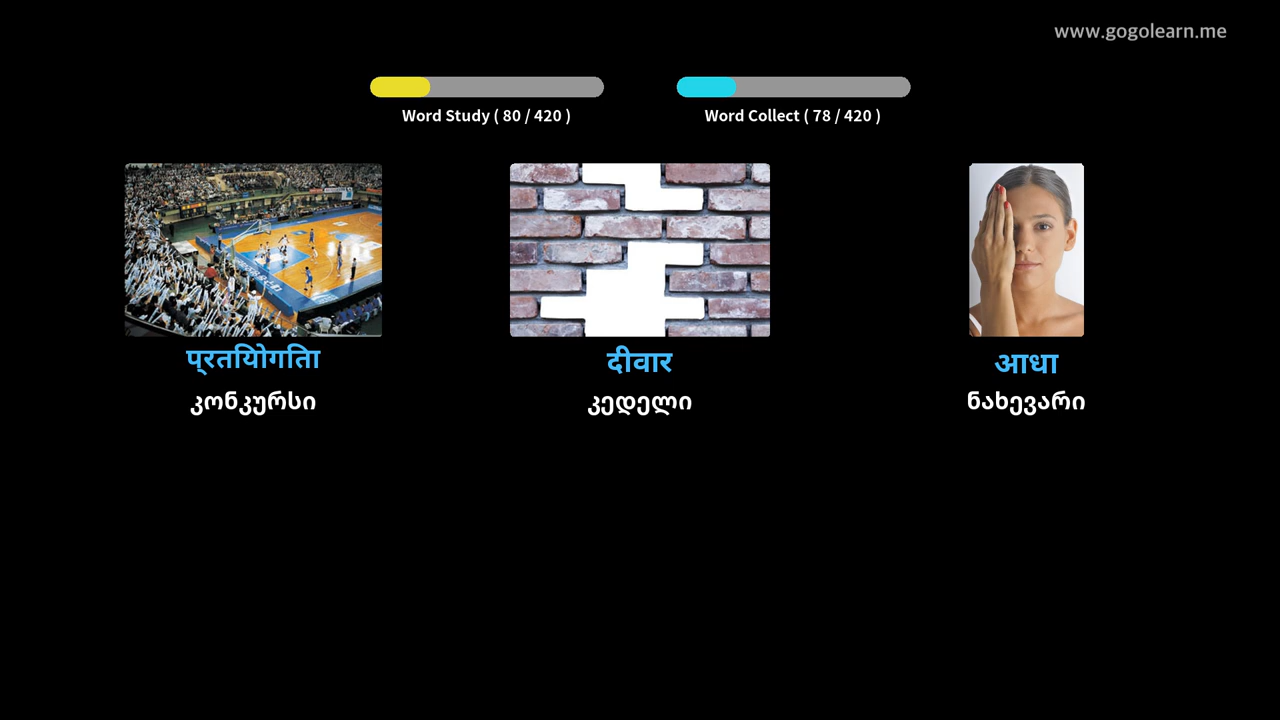 www.gogolearn.me
Word Study ( 80 / 420 )
Word Collect ( 78 / 420 )
प्रतियोगिता
दीवार
आधा
კონკურსი
კედელი
ნახევარი